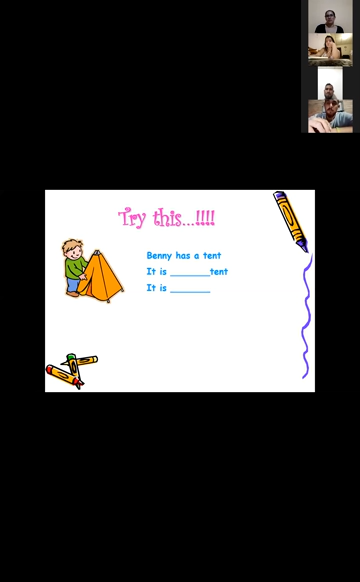 Try this...!!!!
Benny has a tent
It is _______tent
It is _______